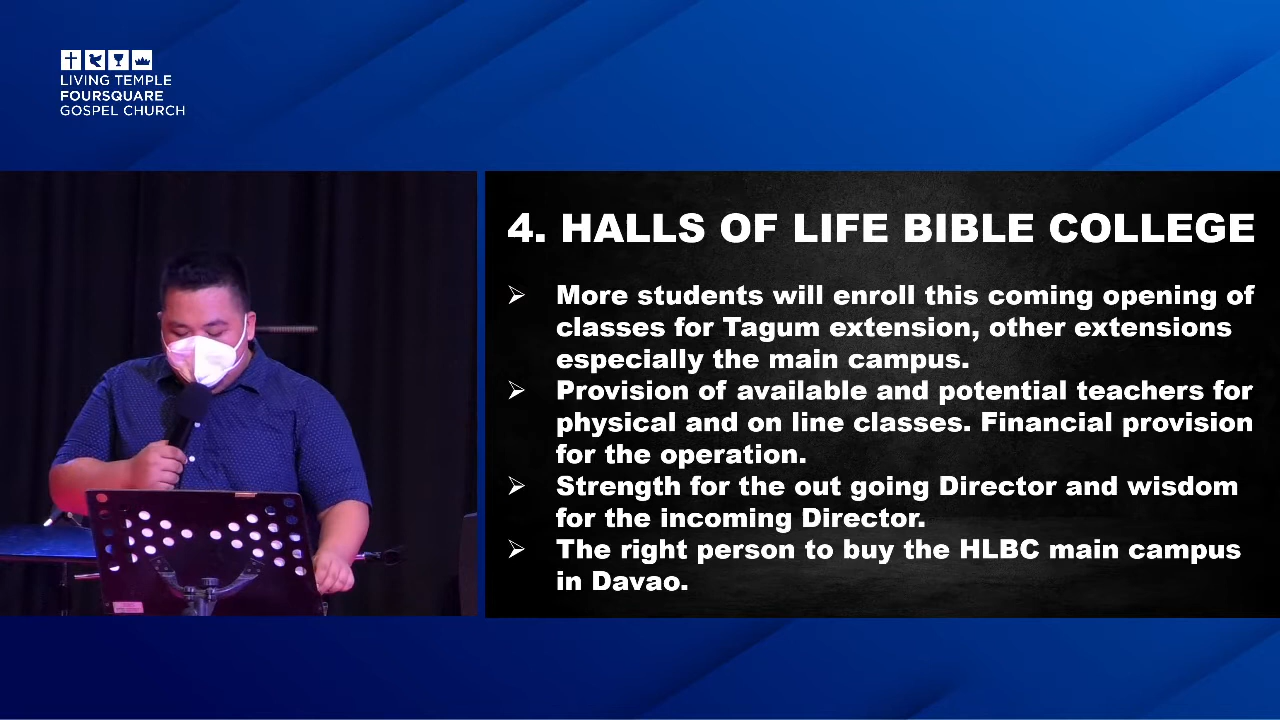 LIVING TEMPLE
FOURSQUARE
GOSPEL CHURCH
4. HALLS OF LIFE BIBLE COLLEGE
➢ More students will enroll this coming opening of
classes for Tagum extension, other extensions
especially the main campus.
➢ Provision of available and potential teachers for
physical and on line classes. Financial provision
for the operation.
➢ Strength for the out going Director and wisdom
for the incoming Director.
➢ The right person to buy the HLBC main campus
in Davao.